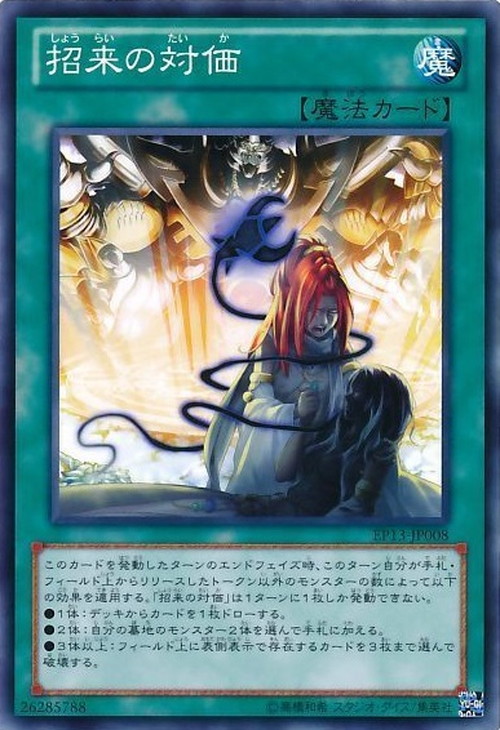 招来の対価
魔
【魔法カード】
EP13-JP008
このカードを発動したターンのエンドフェイズ時、このターン自分が手札・
フィールド上からリリースしたトークン以外のモンスターの数によって以下
の効果を適用する。「招来の対価」は1ターンに1枚しか発動できない。
●1体：デッキからカードを1枚ドローする。
●2体：自分の墓地のモンスター2体を選んで手札に加える。
●3体以上：フィールド上に表側表示で存在するカードを3枚まで選んで
破壊する。
26285788
©高橋和希 スタジオ・ダイス/集英社